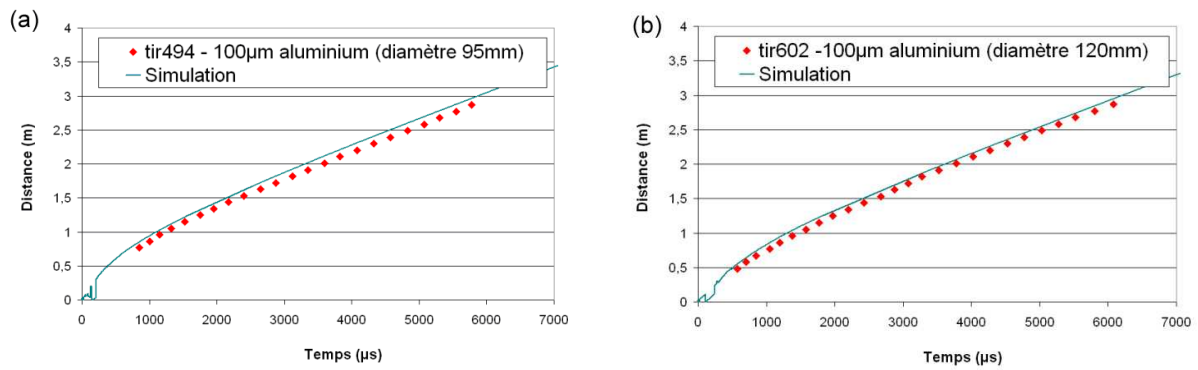 (a)
4
tir494 - 100µm aluminium (diamètre 95mm)
Simulation
3,5
3
2,5
2
1,5
1
0,5
0
Distance (m)
0 1000 2000 3000 4000 5000 6000 7000
Temps (µs)
(b)
4
tir602 -100µm aluminium (diamètre 120mm)
Simulation
3,5
3
2,5
2
1,5
1
0,5
0
Distance (m)
0 1000 2000 3000 4000 5000 6000 7000
Temps (µs)